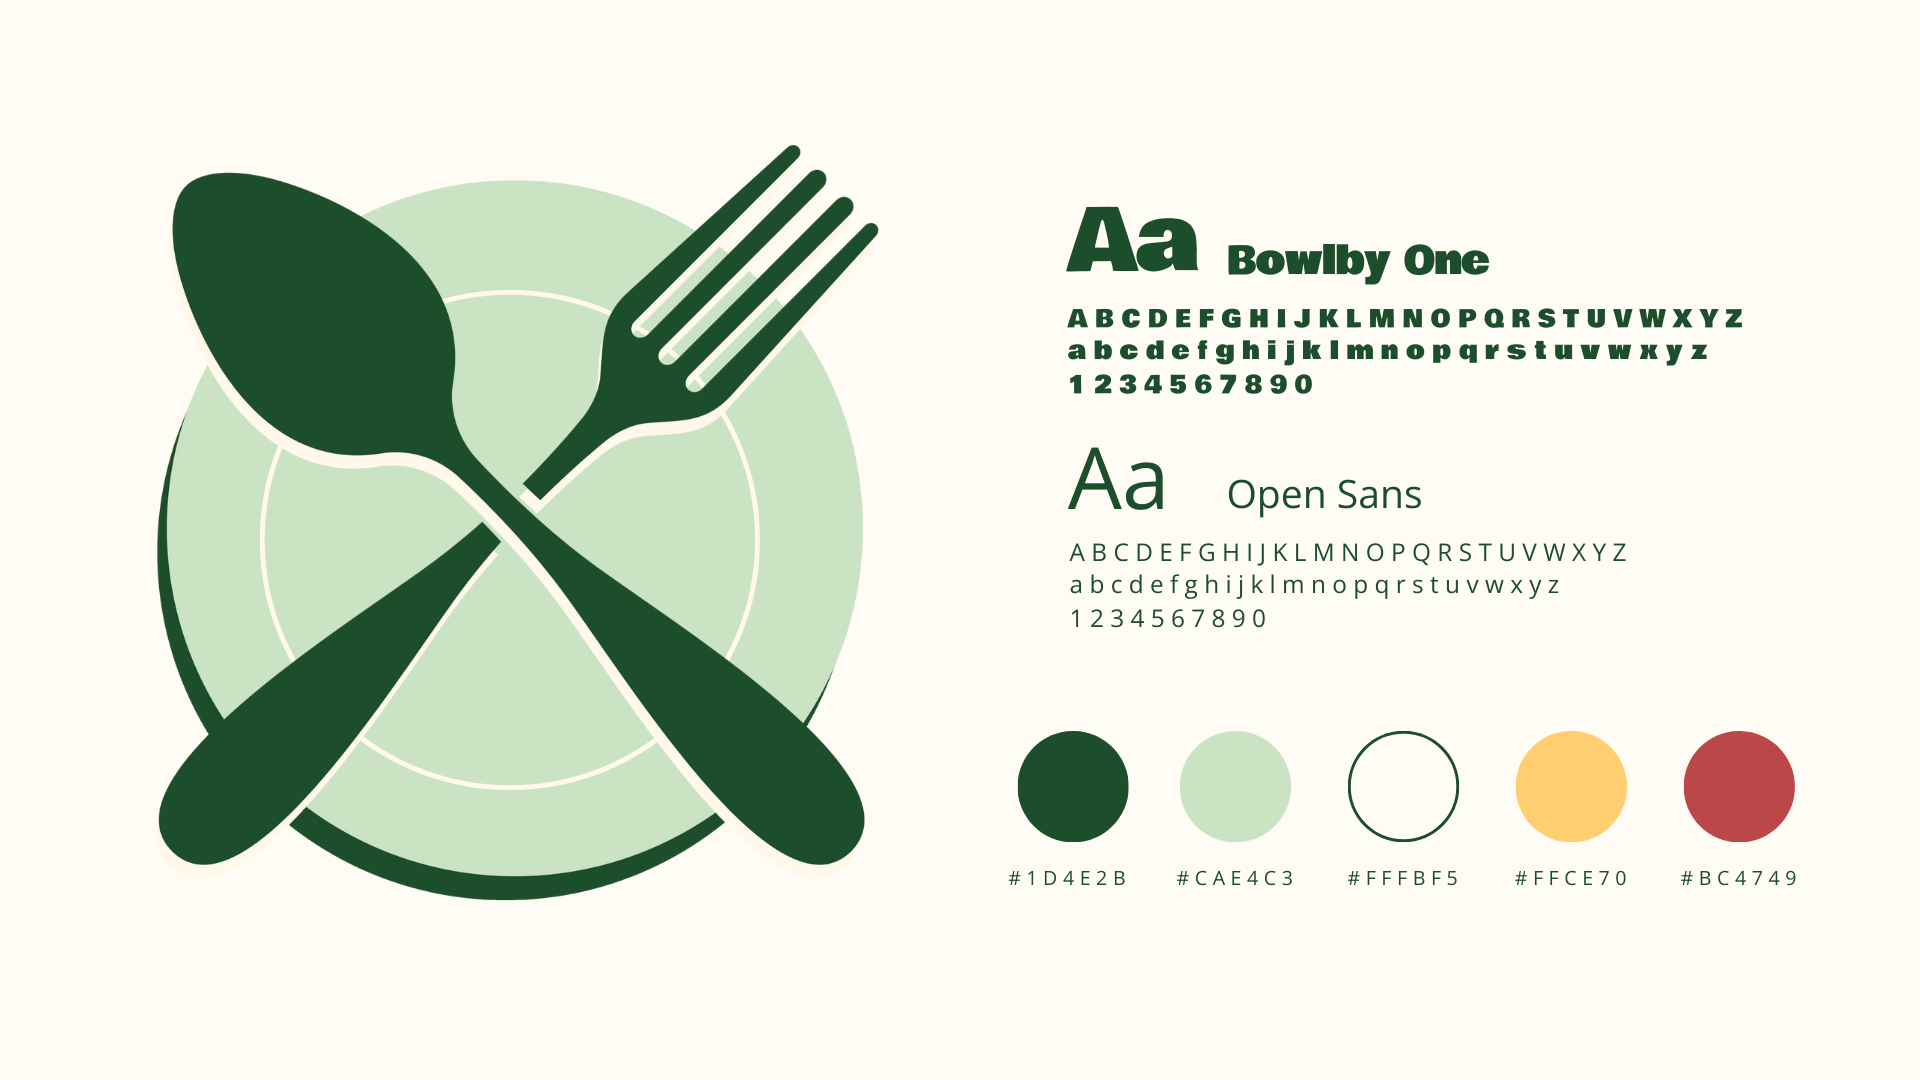 Aa Bowlby One
A B C D E F G H I J K L M N O P Q R S T U V W X Y Z
a b c d e f g h i j k l m n o p q r s t u v w x y z
1 2 3 4 5 6 7 8 9 0
Aa Open Sans
A B C D E F G H I J K L M N O P Q R S T U V W X Y Z
a b c d e f g h i j k l m n o p q r s t u v w x y z
1 2 3 4 5 6 7 8 9 0
#1D4E2B #CAE4C3 #FFFBF5 #FFCE70 #BC4749